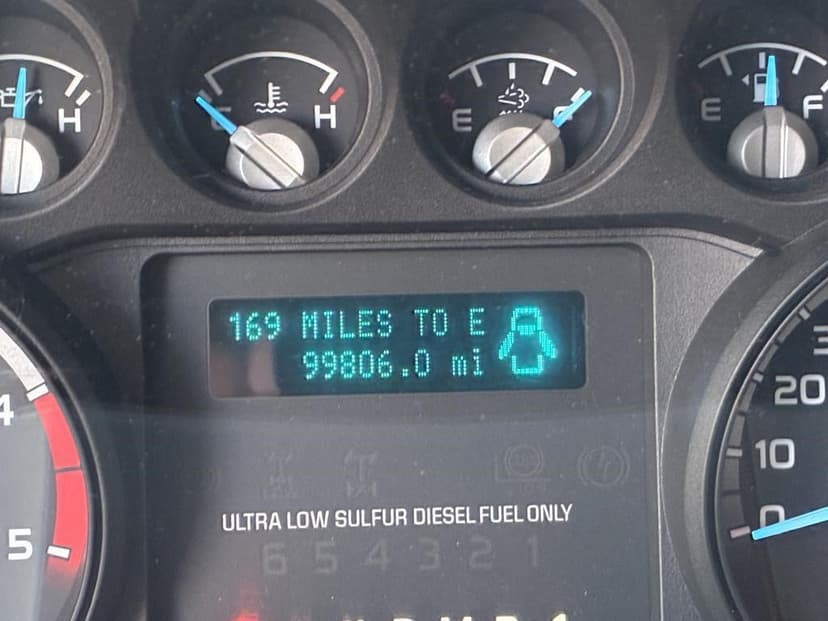 H
C H
E F
E F
169 MILES TO E
99806.0 mi
4
5
20
10
0
ULTRA LOW SULFUR DIESEL FUEL ONLY
6 5 4 3 2 1